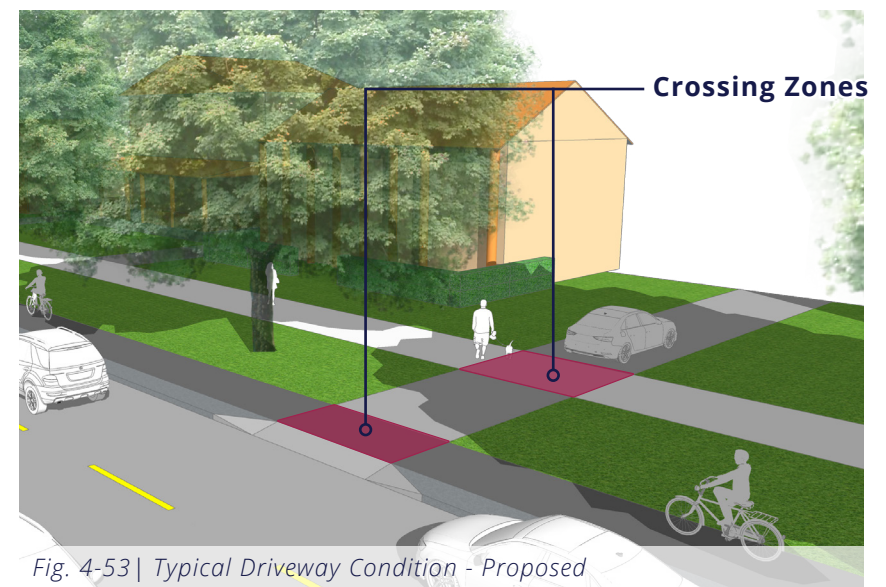 Crossing Zones
Fig. 4-53| Typical Driveway Condition - Proposed